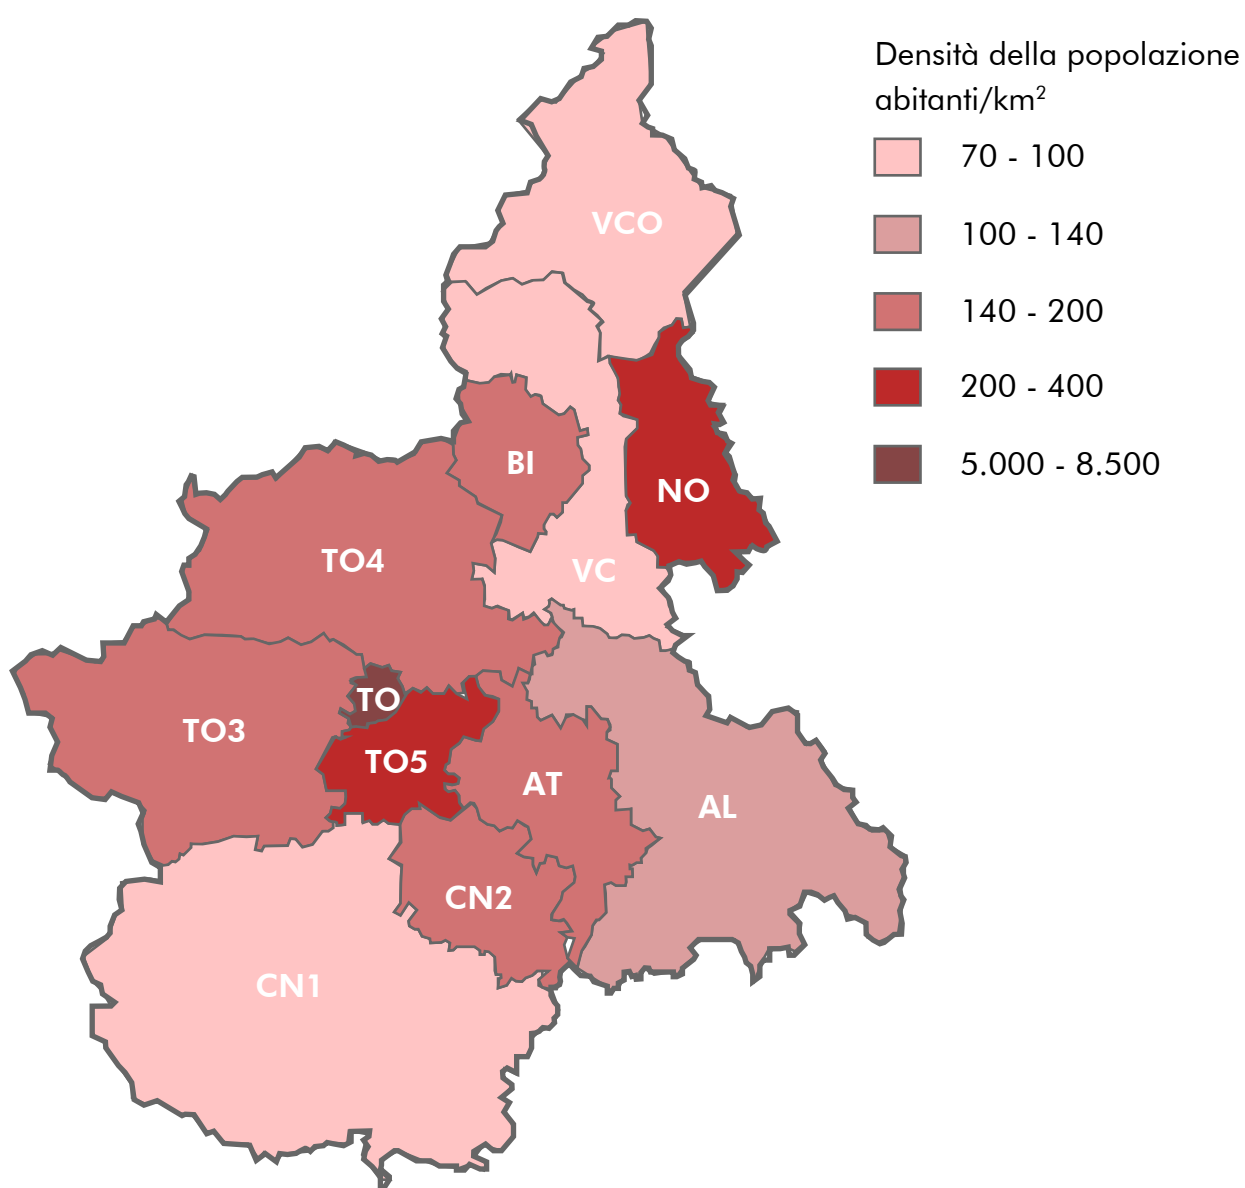 Densità della popolazione
abitanti/km²
70 - 100
100 - 140
140 - 200
200 - 400
5.000 - 8.500
VCO
BI
NO
TO4
VC
TO
TO3
TO5
AT
AL
CN2
CN1